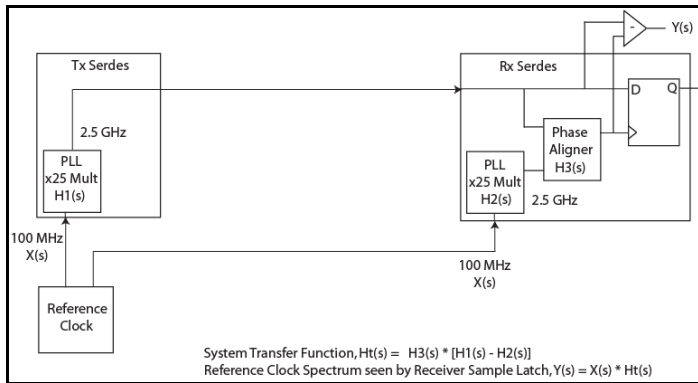 Y(s)
-
Tx Serdes
Rx Serdes
D
Q
2.5 GHz
Phase
Aligner
H3(s)
PLL
x25 Mult
H1(s)
PLL
x25 Mult
H2(s)
2.5 GHz
100 MHz
X(s)
100 MHz
X(s)
Reference
Clock
System Transfer Function, Ht(s) = H3(s) * [H1(s) - H2(s)]
Reference Clock Spectrum seen by Receiver Sample Latch, Y(s) = X(s) * Ht(s)